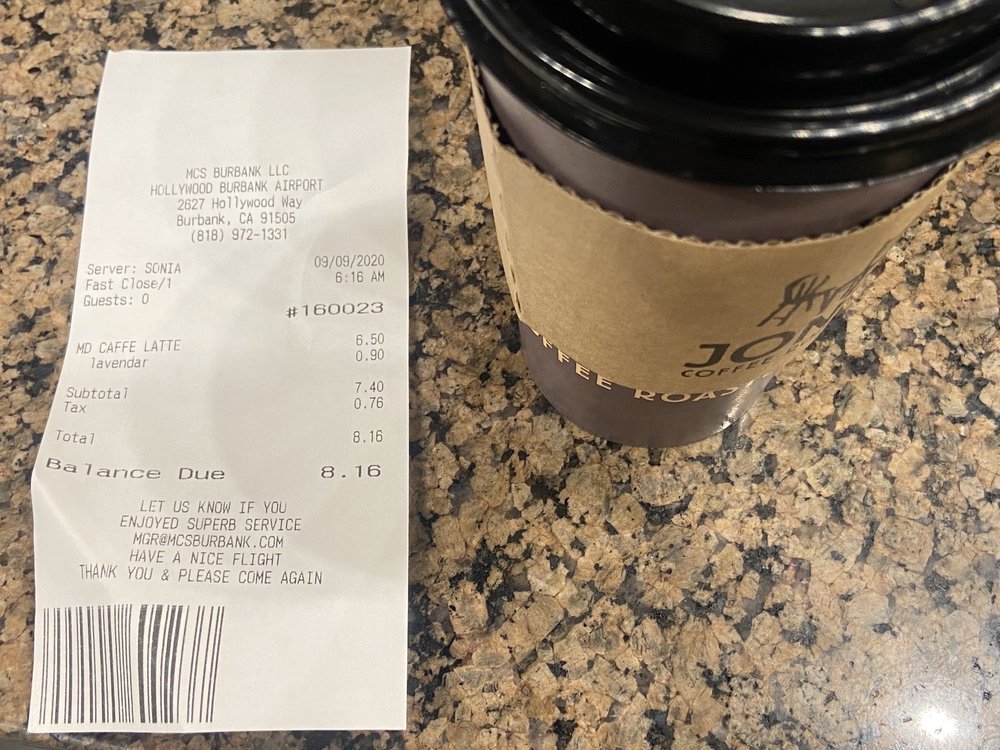 MCS BURBANK LLC
HOLLYWOOD BURBANK AIRPORT
2627 Hollywood Way
Burbank, CA 91505
(818) 972-1331
Server: SONIA 09/09/2020
Fast Close/1 6:16 AM
Guests: 0
#160023
MD CAFFE LATTE 6.50
lavendar 0.90
Subtotal 7.40
Tax 0.76
Total 8.16
Balance Due 8.16
LET US KNOW IF YOU
ENJOYED SUPERB SERVICE
MGR@MCSBURBANK.COM
HAVE A NICE FLIGHT
THANK YOU & PLEASE COME AGAIN